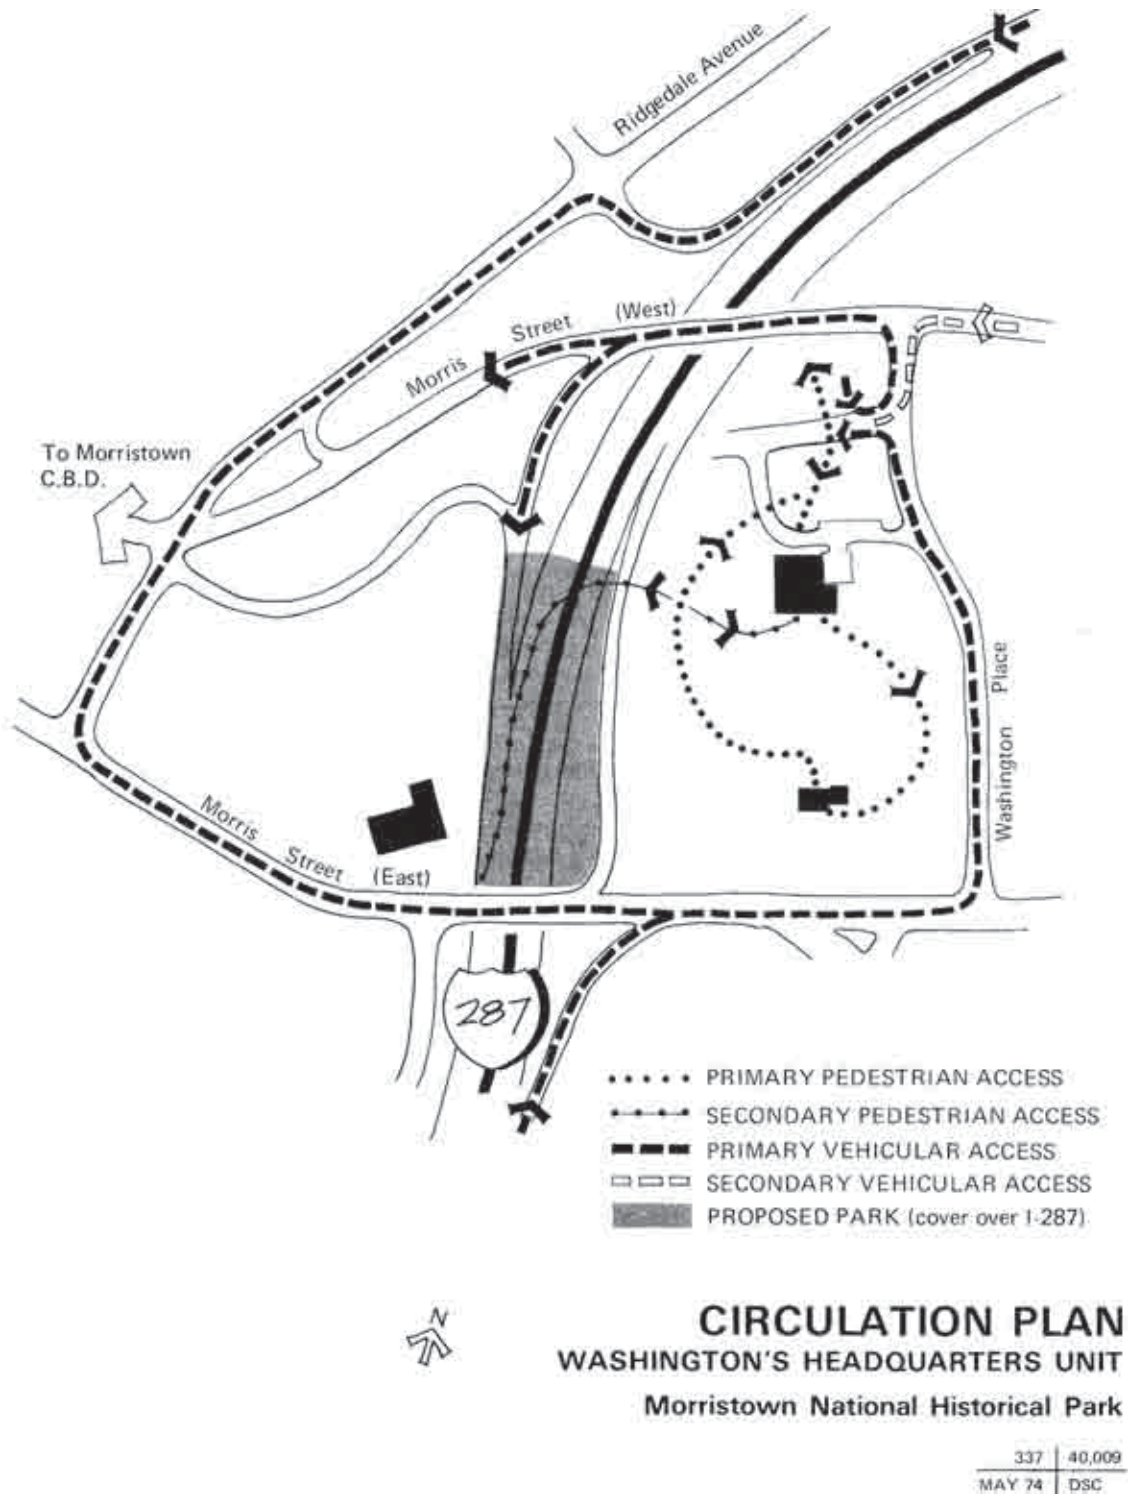 Ridgedale Avenue
Morris Street (West)
To Morristown
C.B.D.
Washington Place
Morris Street (East)
287
PRIMARY PEDESTRIAN ACCESS
SECONDARY PEDESTRIAN ACCESS
PRIMARY VEHICULAR ACCESS
SECONDARY VEHICULAR ACCESS
PROPOSED PARK (cover over I-287)
N
CIRCULATION PLAN
WASHINGTON'S HEADQUARTERS UNIT
Morristown National Historical Park
337 | 40,009
MAY 74 | DSC